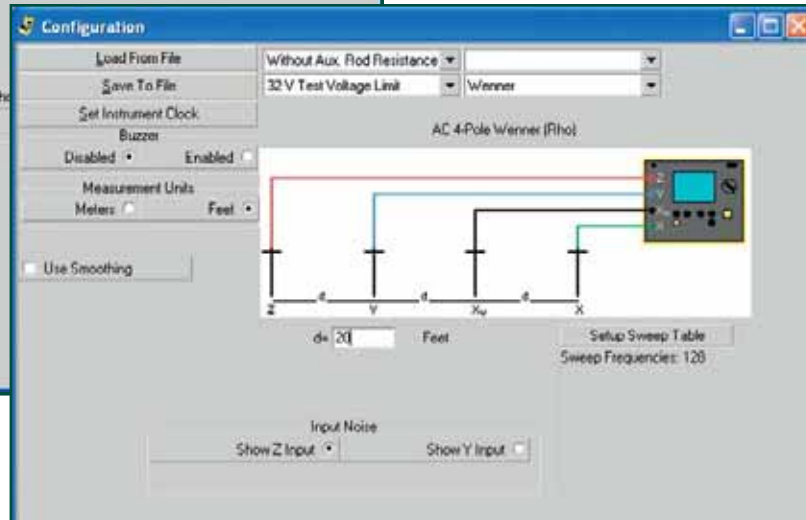 Configuration
Load From File
Without Aux. Rod Resistance
Save To File
32 V Test Voltage Limit
Wenner
Set Instrument Clock
Buzzer
AC 4-Pole Wenner (Rho)
Disabled
Enabled
Measurement Units
Meters
Feet
Z
Y
Xv
X
Use Smoothing
d
d
d
Z
Y
Xv
X
d= 20
Feet
Setup Sweep Table
Sweep Frequencies: 128
Input Noise
Show Z Input
Show Y Input